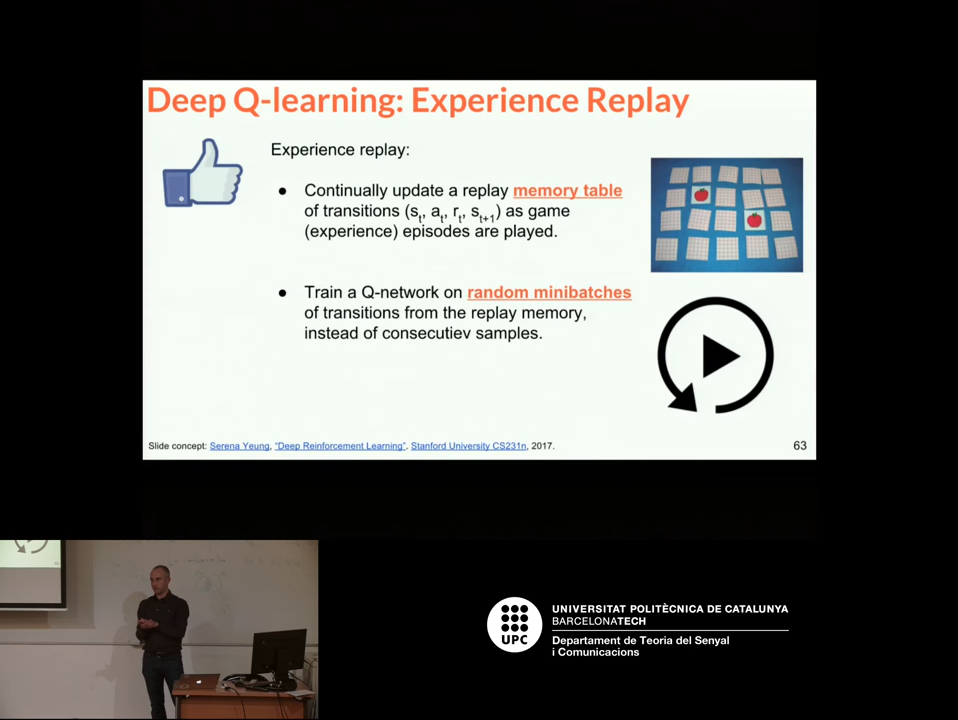 Deep Q-learning: Experience Replay
Experience replay:
● Continually update a replay memory table
of transitions (st, at, rt, st+1) as game
(experience) episodes are played.
● Train a Q-network on random minibatches
of transitions from the replay memory,
instead of consecutiev samples.
Slide concept: Serena Yeung, "Deep Reinforcement Learning". Stanford University CS231n, 2017.
63
UPC
UNIVERSITAT POLITÈCNICA DE CATALUNYA
BARCELONATECH
Departament de Teoria del Senyal
i Comunicacions